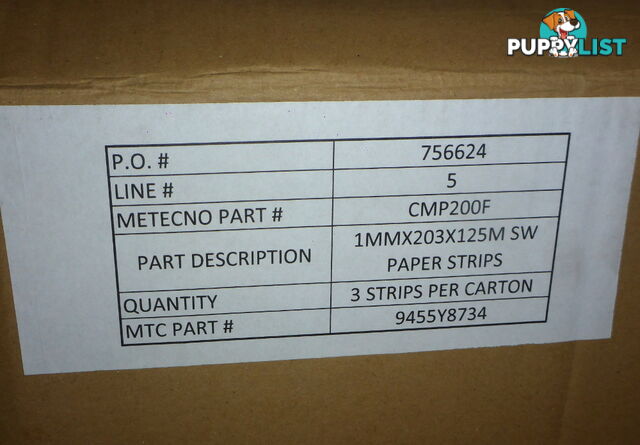 PUPPYLIST
P.O. # 756624
LINE # 5
METECNO PART # CMP200F
PART DESCRIPTION 1MMX203X125M SW
PAPER STRIPS
QUANTITY 3 STRIPS PER CARTON
MTC PART # 9455Y8734